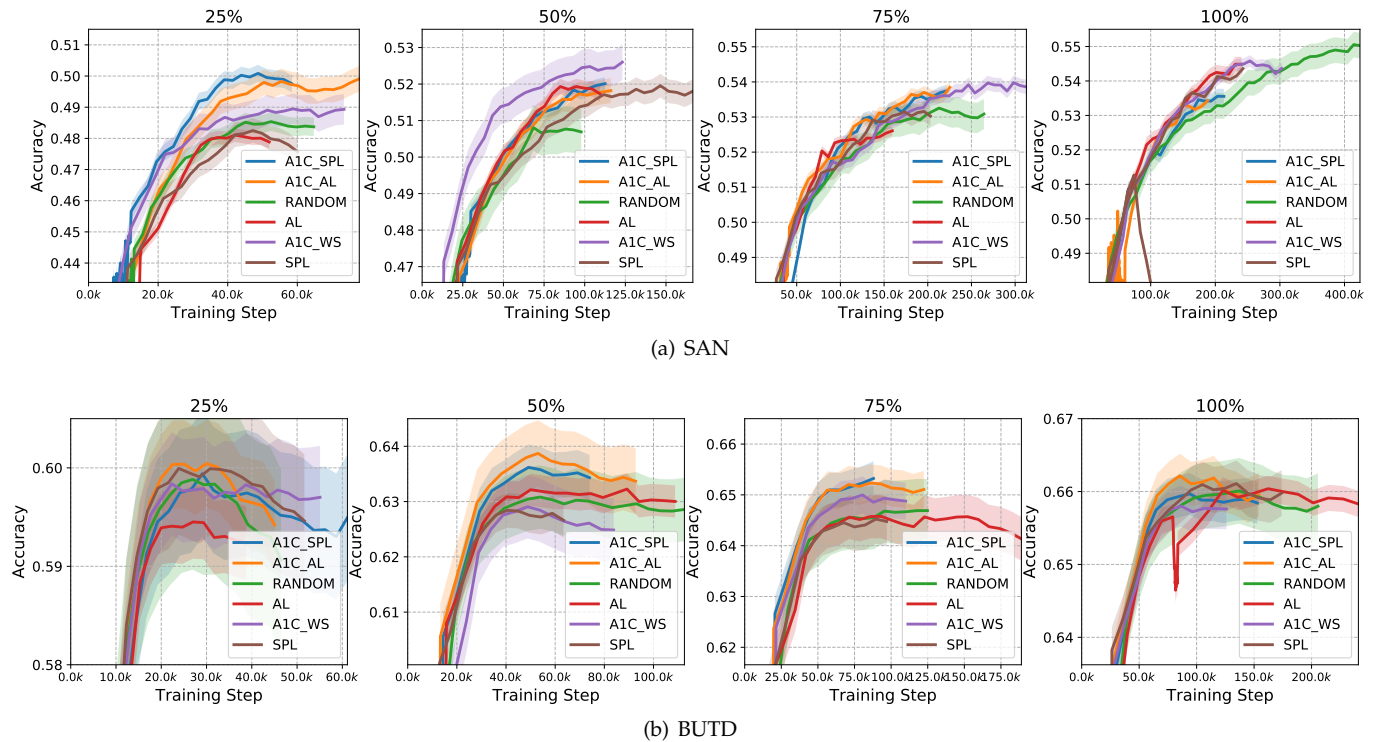 25%
50%
75%
100%
0.51
0.50
0.49
0.48
0.47
0.46
0.45
0.44
Accuracy
0.0k 20.0k 40.0k 60.0k
Training Step
A1C_SPL
A1C_AL
RANDOM
AL
A1C_WS
SPL
0.53
0.52
0.51
0.50
0.49
0.48
0.47
Accuracy
0.0k 25.0k 50.0k 75.0k 100.0k 125.0k 150.0k
Training Step
A1C_SPL
A1C_AL
RANDOM
AL
A1C_WS
SPL
0.55
0.54
0.53
0.52
0.51
0.50
0.49
Accuracy
50.0k 100.0k 150.0k 200.0k 250.0k 300.0k
Training Step
A1C_SPL
A1C_AL
RANDOM
AL
A1C_WS
SPL
0.55
0.54
0.53
0.52
0.51
0.50
0.49
Accuracy
100.0k 200.0k 300.0k 400.0k
Training Step
A1C_SPL
A1C_AL
RANDOM
AL
A1C_WS
SPL
(a) SAN
25%
50%
75%
100%
0.60
0.59
0.58
Accuracy
0.0k 10.0k 20.0k 30.0k 40.0k 50.0k 60.0k
Training Step
A1C_SPL
A1C_AL
RANDOM
AL
A1C_WS
SPL
0.64
0.63
0.62
0.61
Accuracy
0.0k 20.0k 40.0k 60.0k 80.0k 100.0k
Training Step
A1C_SPL
A1C_AL
RANDOM
AL
A1C_WS
SPL
0.66
0.65
0.64
0.63
0.62
Accuracy
0.0k 25.0k 50.0k 75.0k 100.0k 125.0k 150.0k 175.0k
Training Step
A1C_SPL
A1C_AL
RANDOM
AL
A1C_WS
SPL
0.67
0.66
0.65
0.64
Accuracy
0.0k 50.0k 100.0k 150.0k 200.0k
Training Step
A1C_SPL
A1C_AL
RANDOM
AL
A1C_WS
SPL
(b) BUTD